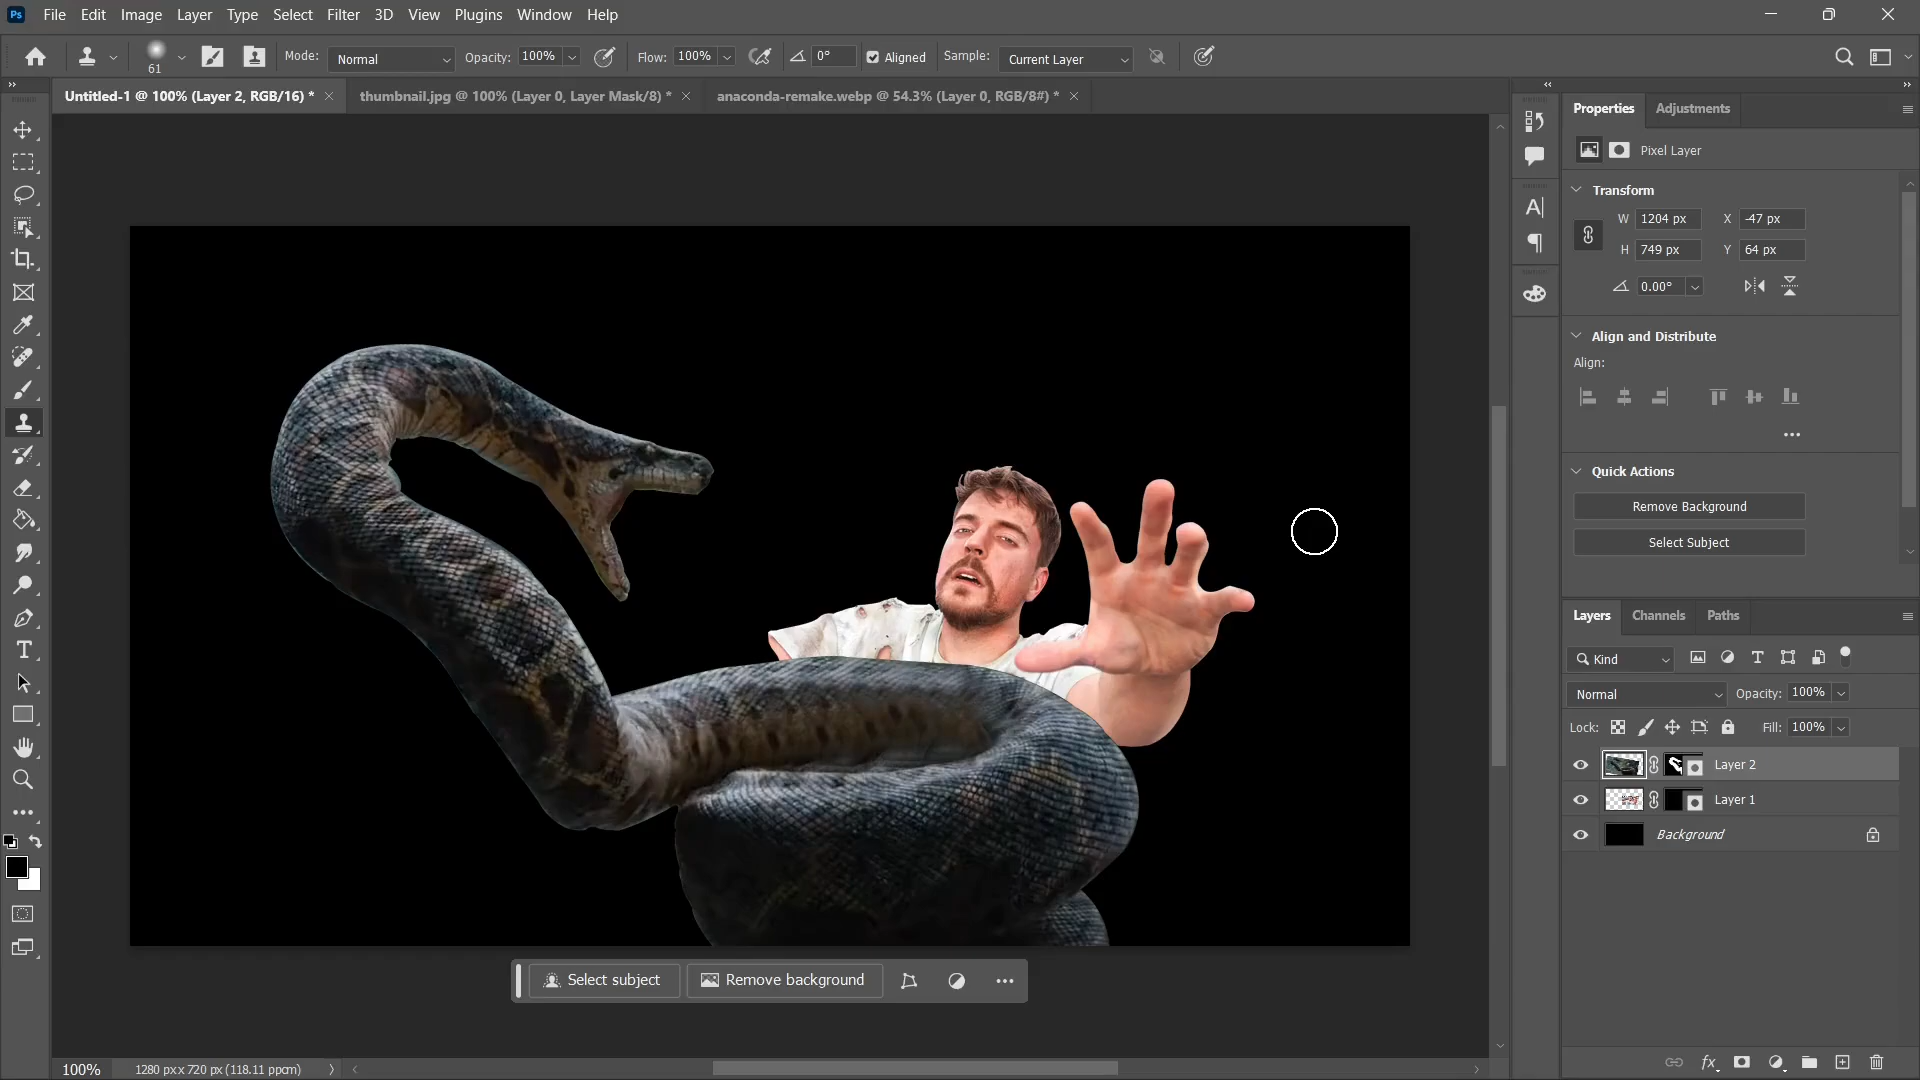 Ps File Edit Image Layer Type Select Filter 3D View Plugins Window Help
61 Mode: Normal Opacity: 100% Flow: 100% 0° Aligned Sample: Current Layer
Untitled-1 @ 100% (Layer 2, RGB/16) * thumbnail.jpg @ 100% (Layer 0, Layer Mask/8) * anaconda-remake.webp @ 54.3% (Layer 0, RGB/8#) *
Properties Adjustments
Pixel Layer
Transform
W 1204 px X -47 px
H 749 px Y 64 px
0.00°
Align and Distribute
Align:
Quick Actions
Remove Background
Select Subject
Layers Channels Paths
Kind
Normal Opacity: 100%
Lock: Fill: 100%
Layer 2
Layer 1
Background
Select subject Remove background
100% 1280 px x 720 px (118.11 ppcm)